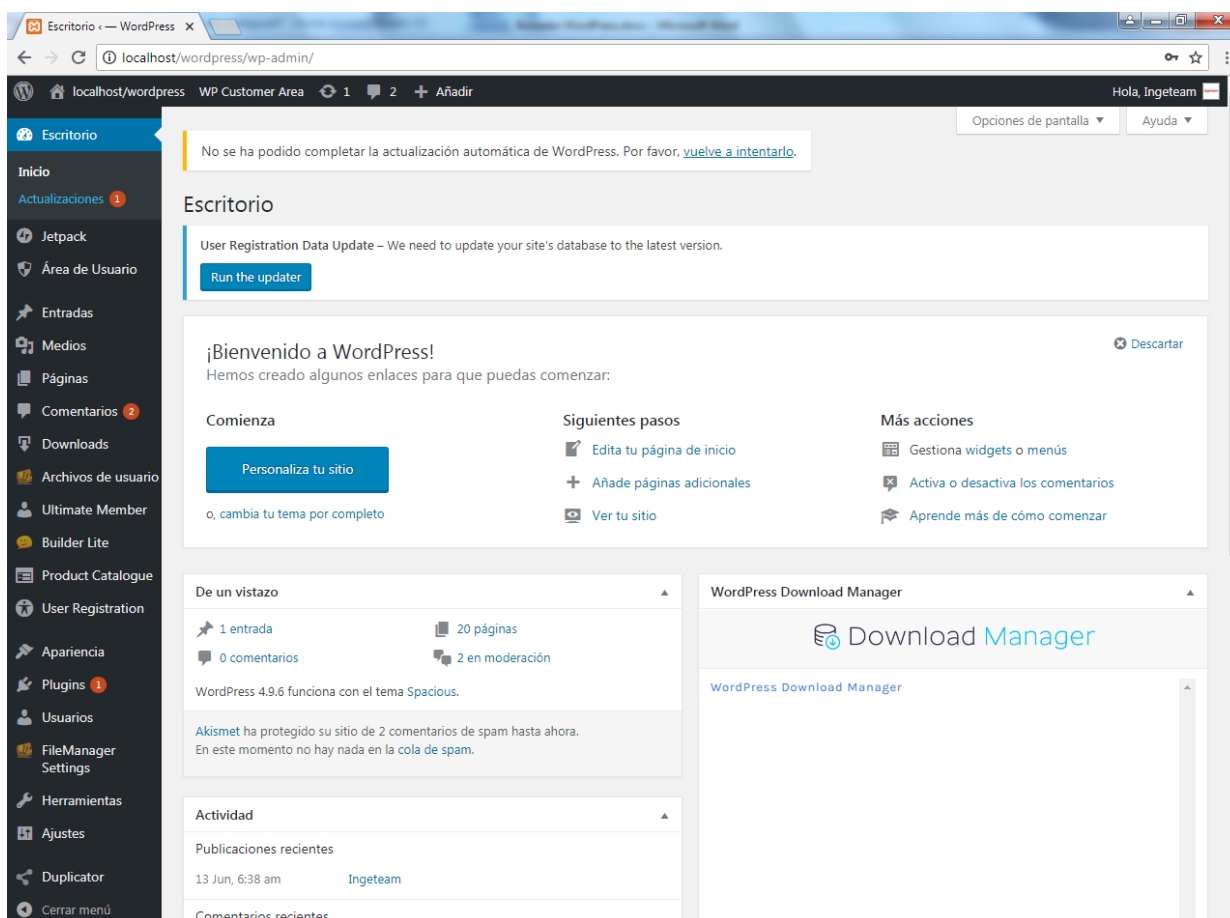 Escritorio ‹ — WordPress
localhost/wordpress/wp-admin/
localhost/wordpress WP Customer Area 1 2 Añadir Hola, Ingeteam
Opciones de pantalla Ayuda
Escritorio
Inicio
Actualizaciones 1
Jetpack
Área de Usuario
Entradas
Medios
Páginas
Comentarios 2
Downloads
Archivos de usuario
Ultimate Member
Builder Lite
Product Catalogue
User Registration
Apariencia
Plugins 1
Usuarios
FileManager
Settings
Herramientas
Ajustes
Duplicator
Cerrar menú
No se ha podido completar la actualización automática de WordPress. Por favor, vuelve a intentarlo.
Escritorio
User Registration Data Update – We need to update your site's database to the latest version.
Run the updater
¡Bienvenido a WordPress!
Descartar
Hemos creado algunos enlaces para que puedas comenzar:
Comienza
Personaliza tu sitio
o, cambia tu tema por completo
Siguientes pasos
Edita tu página de inicio
Añade páginas adicionales
Ver tu sitio
Más acciones
Gestiona widgets o menús
Activa o desactiva los comentarios
Aprende más de cómo comenzar
De un vistazo
1 entrada 20 páginas
0 comentarios 2 en moderación
WordPress 4.9.6 funciona con el tema Spacious.
Akismet ha protegido su sitio de 2 comentarios de spam hasta ahora.
En este momento no hay nada en la cola de spam.
Actividad
Publicaciones recientes
13 Jun, 6:38 am Ingeteam
Comentarios recientes
WordPress Download Manager
Download Manager
WordPress Download Manager